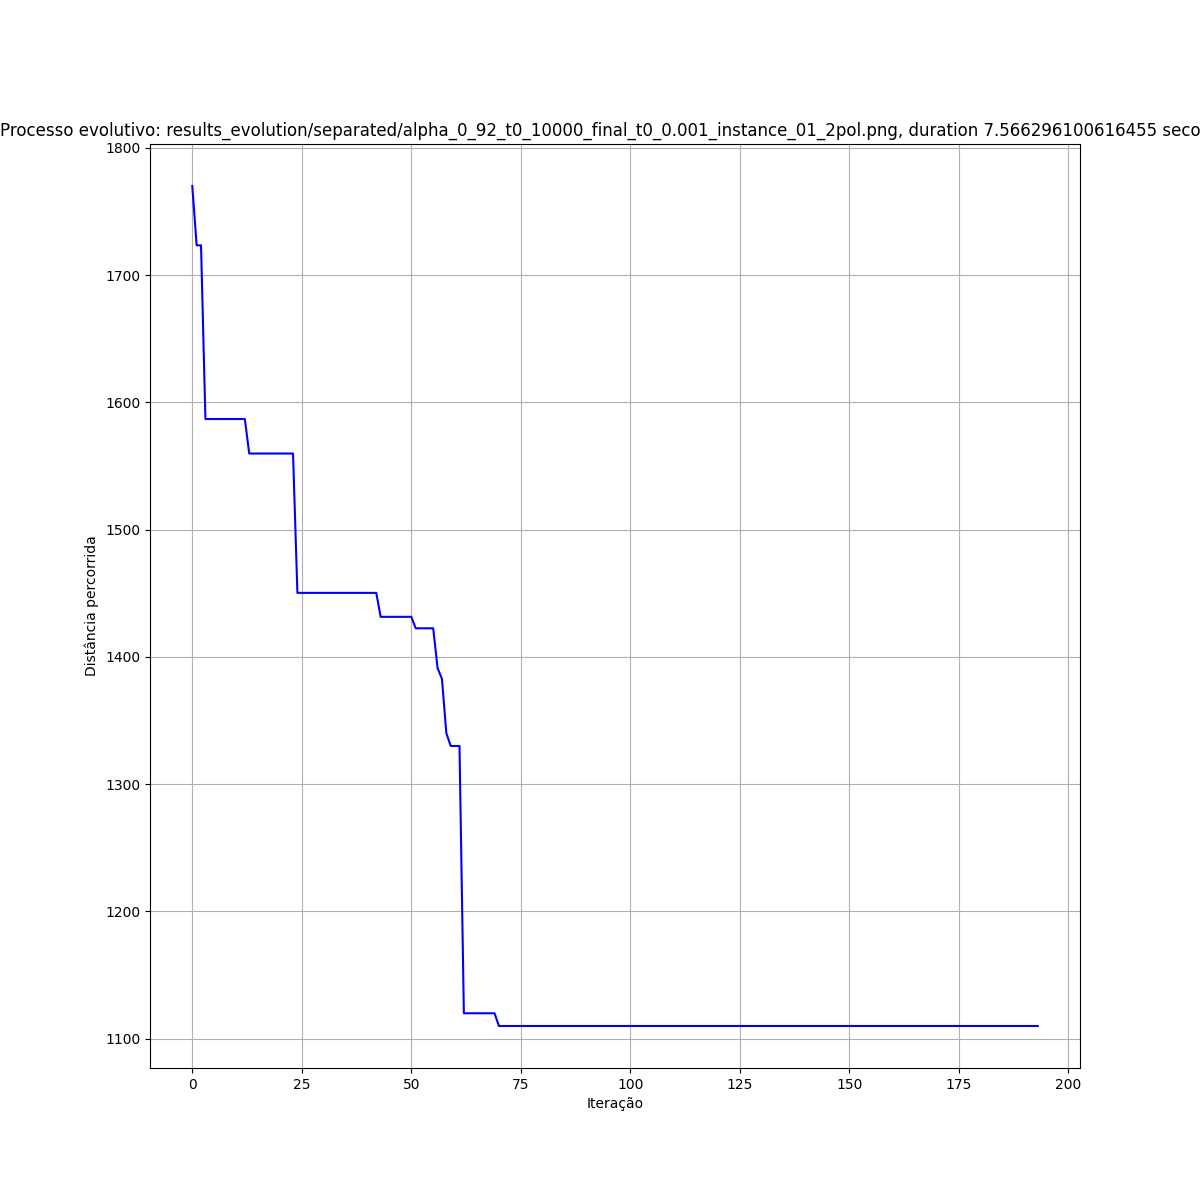 Processo evolutivo: results_evolution/separated/alpha_0_92_t0_10000_final_t0_0.001_instance_01_2pol.png, duration 7.566296100616455 seco
1800
1700
1600
1500
1400
1300
1200
1100
Distância percorrida
0 25 50 75 100 125 150 175 200
Iteração